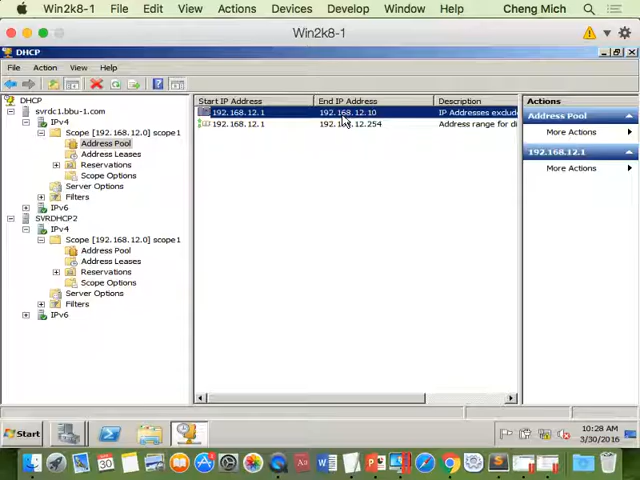 Win2k8-1 File Edit View Actions Devices Develop Window Help Cheng Mich
Win2k8-1
DHCP
File Action View Help
DHCP
svrdc1.bbu-1.com
IPv4
Scope [192.168.12.0] scope1
Address Pool
Address Leases
Reservations
Scope Options
Server Options
Filters
IPv6
SVRDHCP2
IPv4
Scope [192.168.12.0] scope1
Address Pool
Address Leases
Reservations
Scope Options
Server Options
Filters
IPv6
Start IP Address End IP Address Description
192.168.12.1 192.168.12.10 IP Addresses exclud
192.168.12.1 192.168.12.254 Address range for di
Actions
Address Pool
More Actions
192.168.12.1
More Actions
Start
10:28 AM
3/30/2016
APR
30